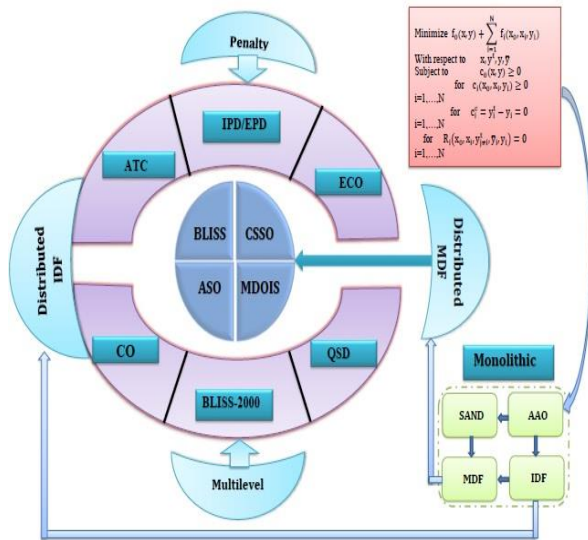 Penalty
IPD/EPD
ATC
ECO
BLISS
CSSO
ASO
MDOIS
Distributed IDF
Distributed MDF
CO
QSD
BLISS-2000
Multilevel
Minimize f₀(x, y) + ∑ᵢ₌₁ᴺ fᵢ(x₀, xᵢ, yᵢ)
With respect to x, yᵗ, y, ȳ
Subject to c₀(x, y) ≥ 0
for cᵢ(x₀, xᵢ, yᵢ) ≥ 0
i=1,...,N
for cᵢᶜ = yᵢᵗ − yᵢ = 0
i=1,...,N
for Rᵢ(x₀, xᵢ, yᵗⱼ≠ᵢ, ȳᵢ, yᵢ) = 0
i=1,...,N
Monolithic
SAND
AAO
MDF
IDF